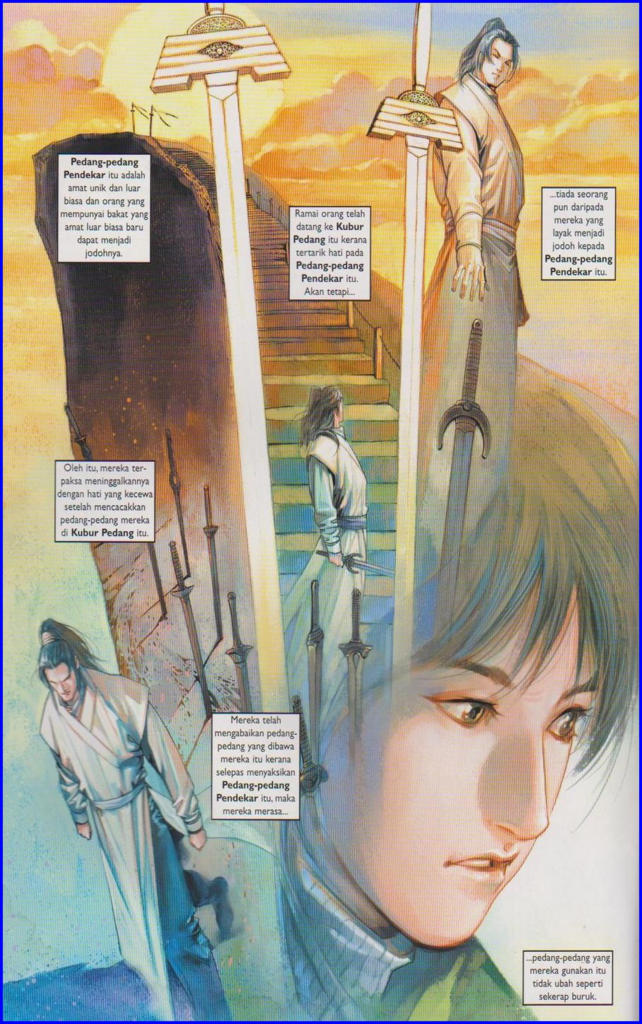 Pedang-pedang
Pendekar itu adalah
amat unik dan luar
biasa dan orang yang
mempunyai bakat yang
amat luar biasa baru
dapat menjadi
jodohnya.
Ramai orang telah
datang ke Kubur
Pedang itu kerana
tertarik hati pada
Pedang-pedang
Pendekar itu.
Akan tetapi...
...tiada seorang
pun daripada
mereka yang
layak menjadi
jodoh kepada
Pedang-pedang
Pendekar itu.
Oleh itu, mereka ter-
paksa meninggalkannya
dengan hati yang kecewa
setelah mencacakkan
pedang-pedang mereka
di Kubur Pedang itu.
Mereka telah
mengabaikan pedang-
pedang yang dibawa
mereka itu kerana
selepas menyaksikan
Pedang-pedang
Pendekar itu, maka
mereka merasa...
...pedang-pedang yang
mereka gunakan itu
tidak ubah seperti
sekerap buruk.